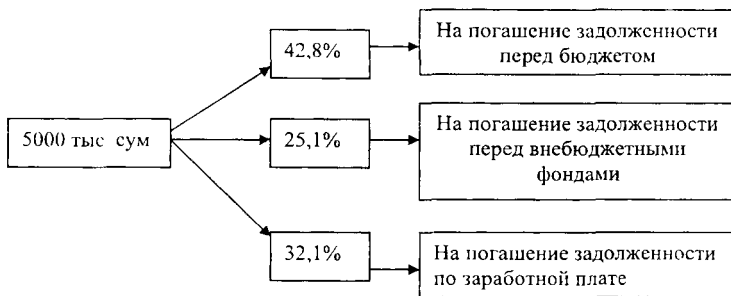 42,8%
На погашение задолженности
перед бюджетом
5000 тыс сум
25,1%
На погашение задолженности
перед внебюджетными
фондами
32,1%
На погашение задолженности
по заработной плате